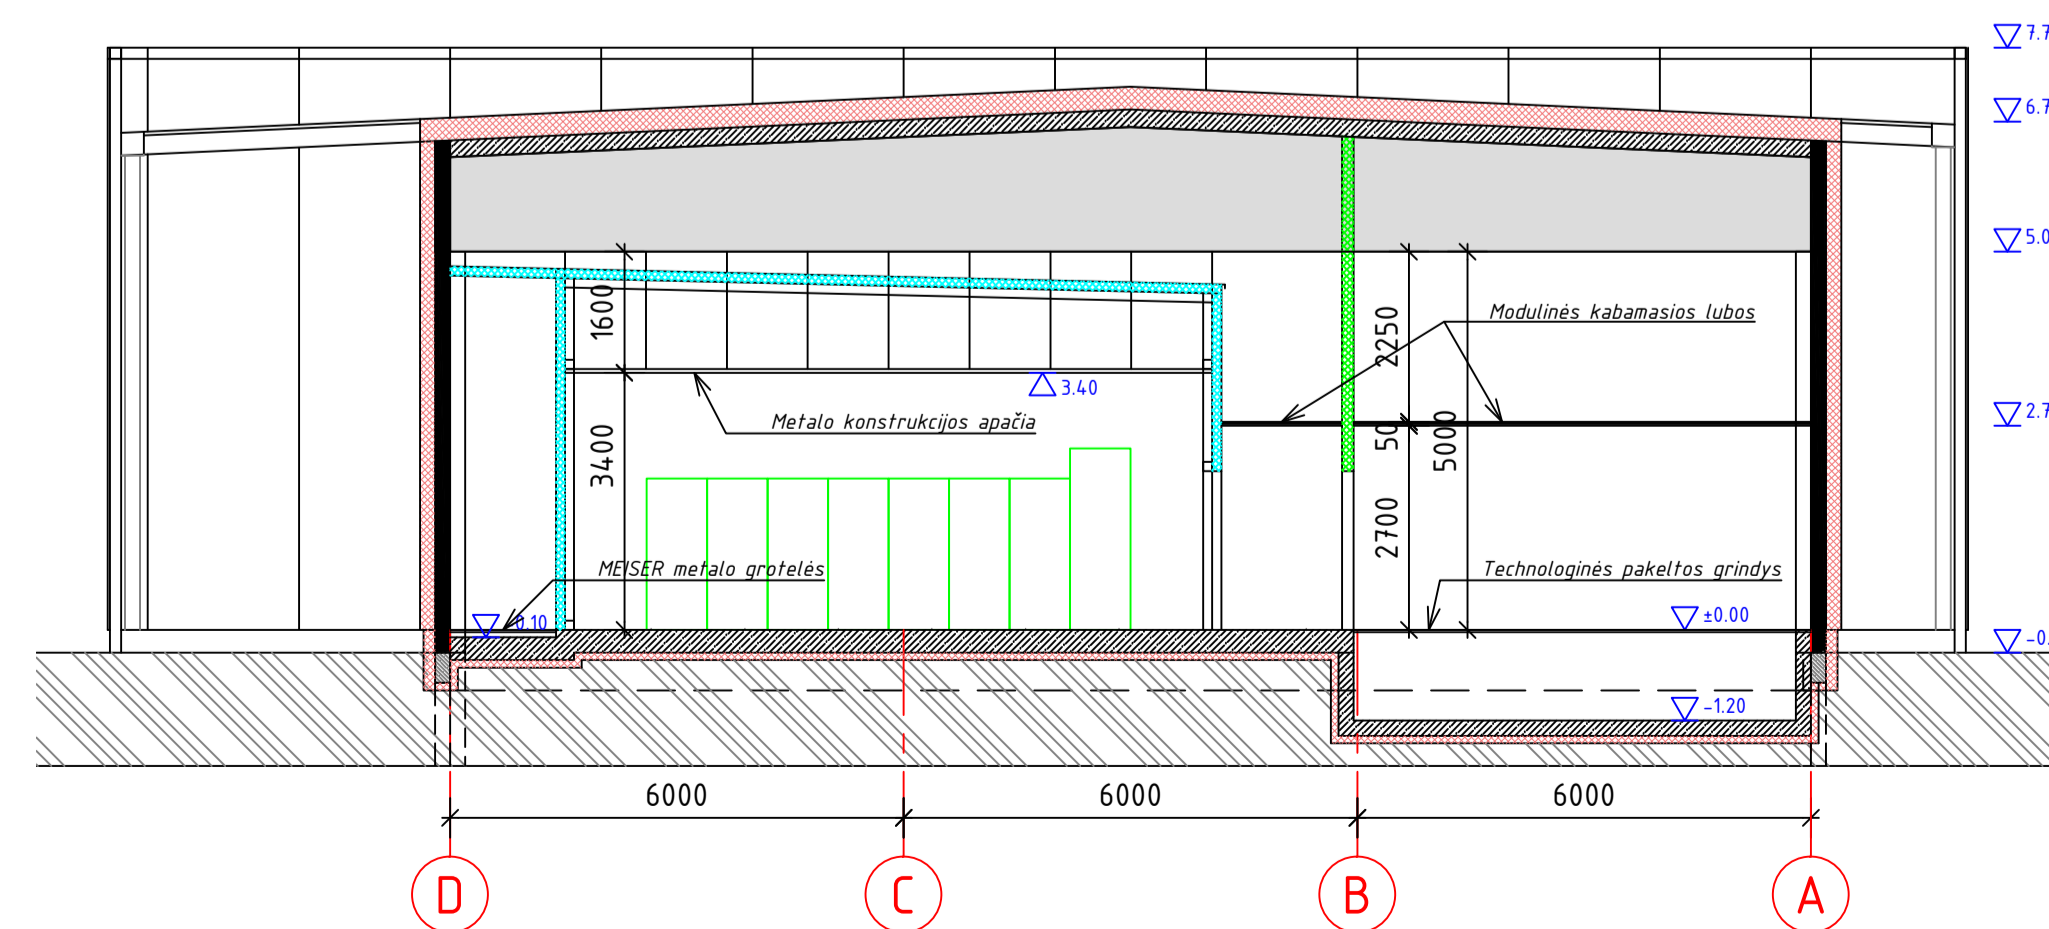 7.7
6.7
5.0
Modulinės kabamasios lubos
1600
2250
3.40
2.7
Metalo konstrukcijos apačia
3400
50
5000
2700
MEISER metalo grotelės
Technologinės pakeltos grindys
0.10
±0.00
-0.
-1.20
6000
6000
6000
D
C
B
A